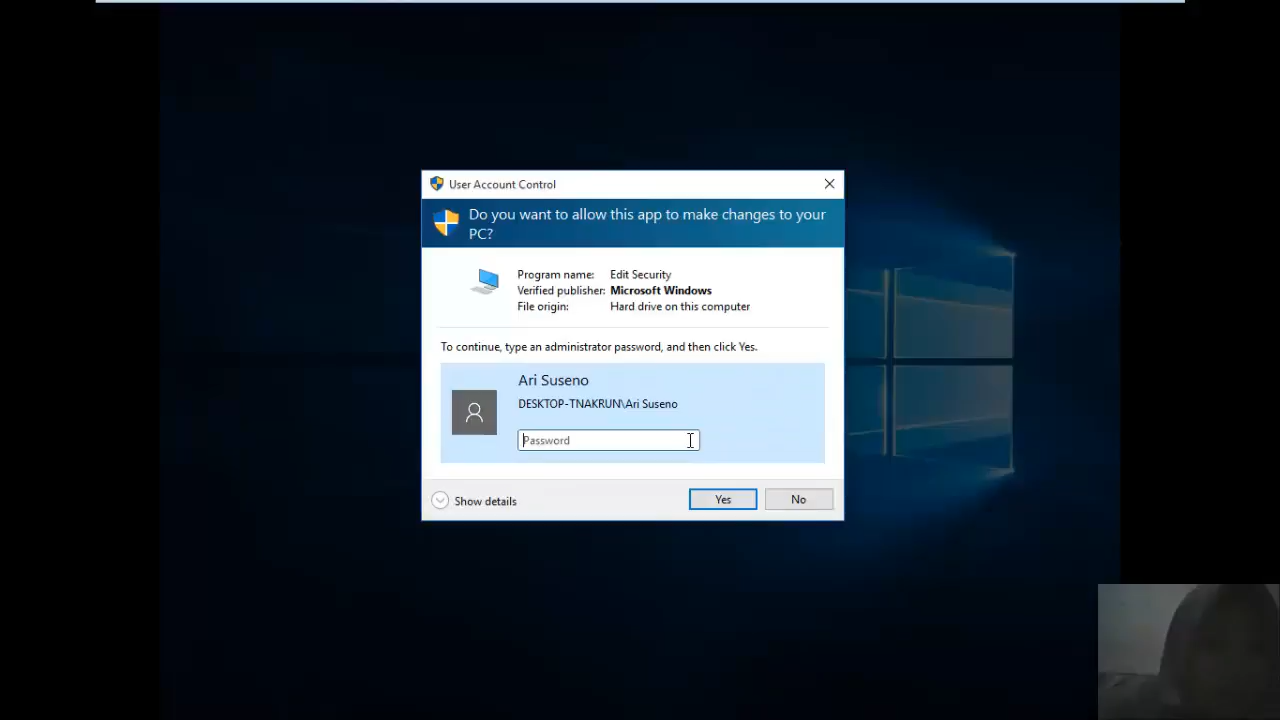 User Account Control
Do you want to allow this app to make changes to your
PC?
Program name: Edit Security
Verified publisher: Microsoft Windows
File origin: Hard drive on this computer
To continue, type an administrator password, and then click Yes.
Ari Suseno
DESKTOP-TNAKRUN\Ari Suseno
Password
Show details
Yes
No